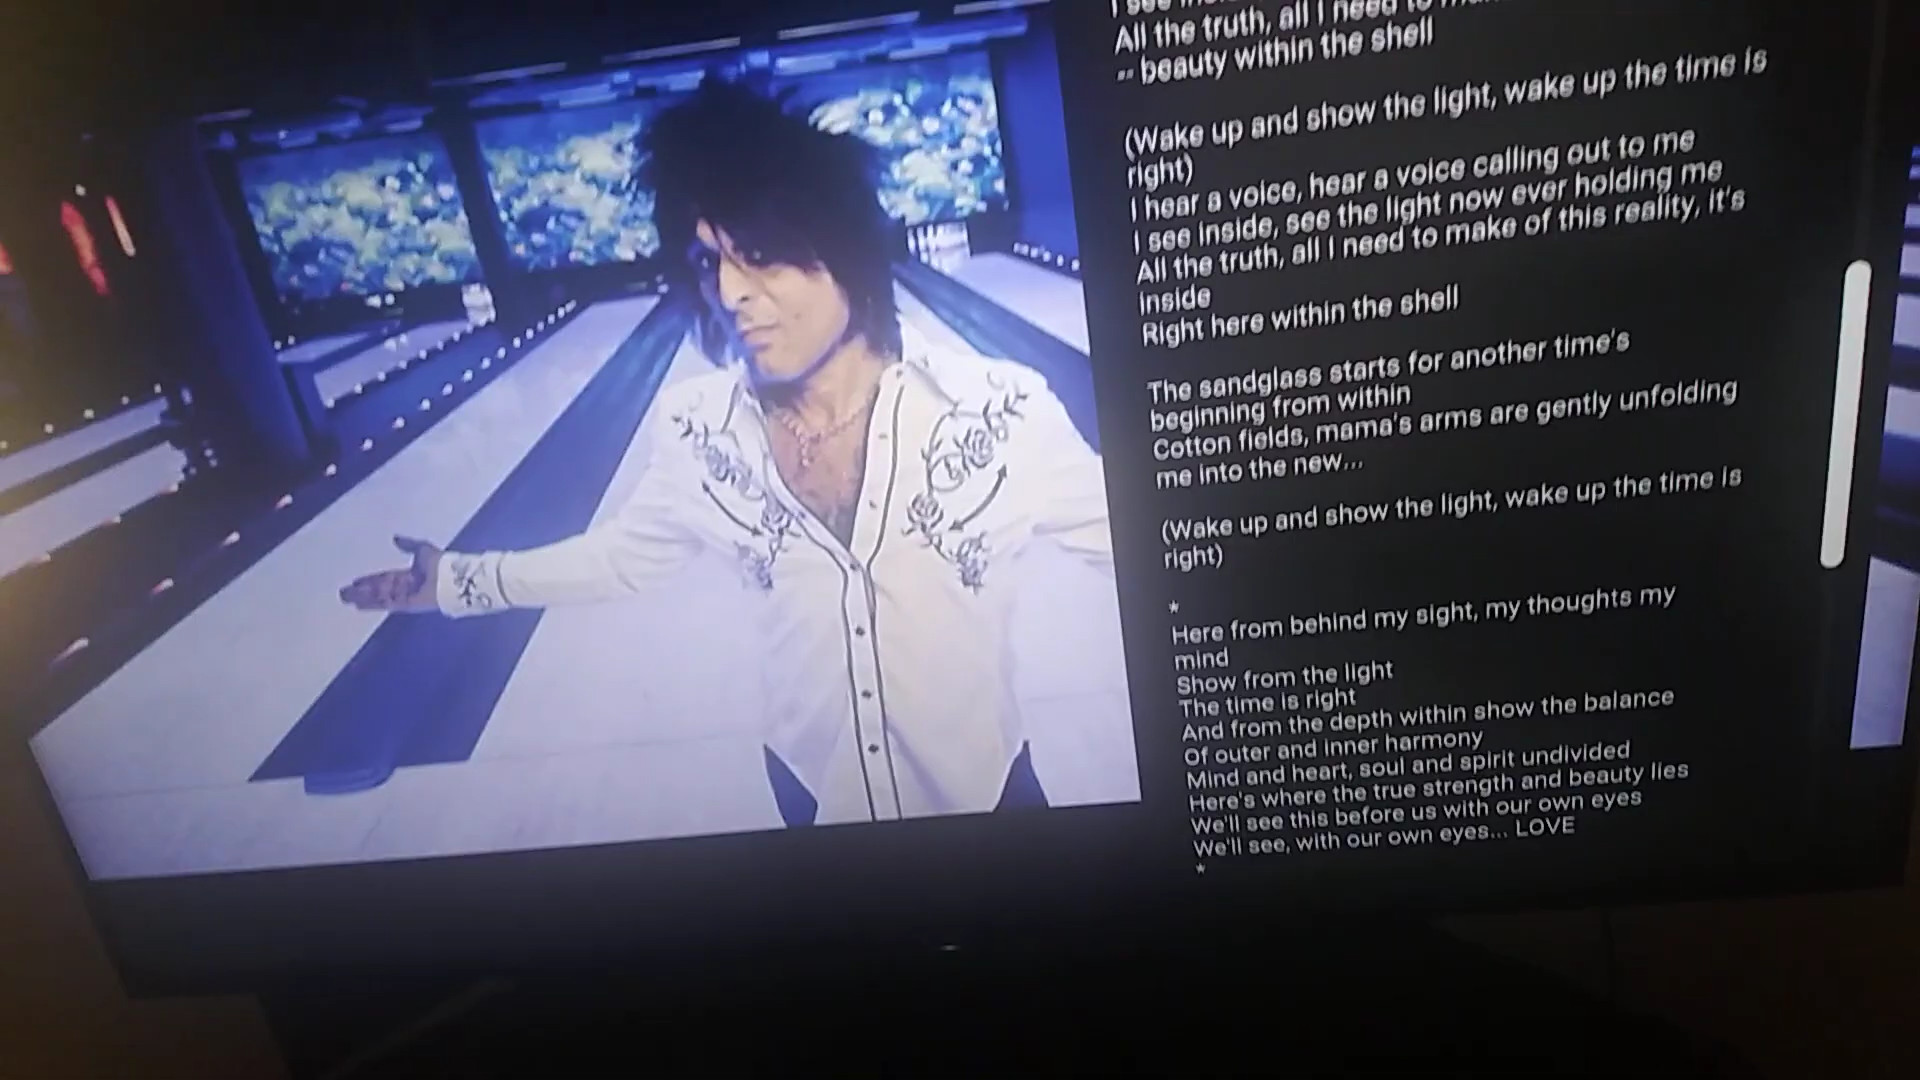 All the truth, all I need to
-- beauty within the shell
(Wake up and show the light, wake up the time is
right)
I hear a voice, hear a voice calling out to me
I see inside, see the light now ever holding me
All the truth, all I need to make of this reality, it's
inside
Right here within the shell
The sandglass starts for another time's
beginning from within
Cotton fields, mama's arms are gently unfolding
me into the new...
(Wake up and show the light, wake up the time is
right)
*
Here from behind my sight, my thoughts my
mind
Show from the light
The time is right
And from the depth within show the balance
Of outer and inner harmony
Mind and heart, soul and spirit undivided
Here's where the true strength and beauty lies
We'll see this before us with our own eyes
We'll see, with our own eyes... LOVE
*